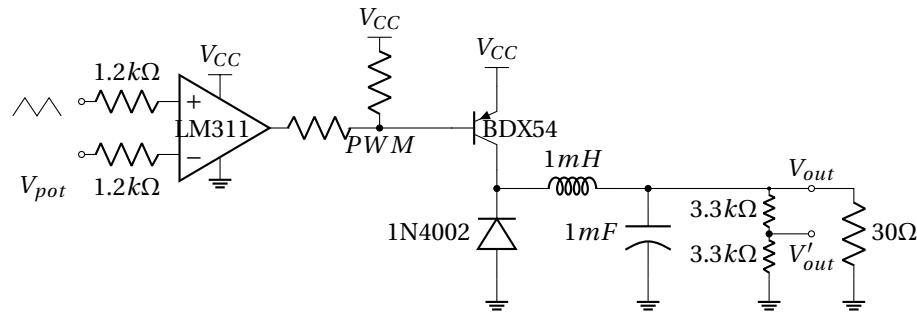 V_CC
V_CC
V_CC
1.2kΩ
+
LM311
BDX54
−
PWM
V_pot
1.2kΩ
1mH
V_out
3.3kΩ
1N4002
1mF
30Ω
3.3kΩ
V'_out